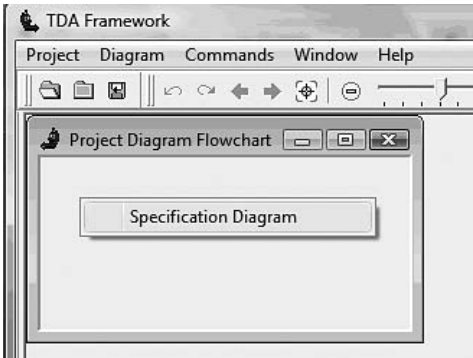 TDA Framework
Project Diagram Commands Window Help
Project Diagram Flowchart
Specification Diagram